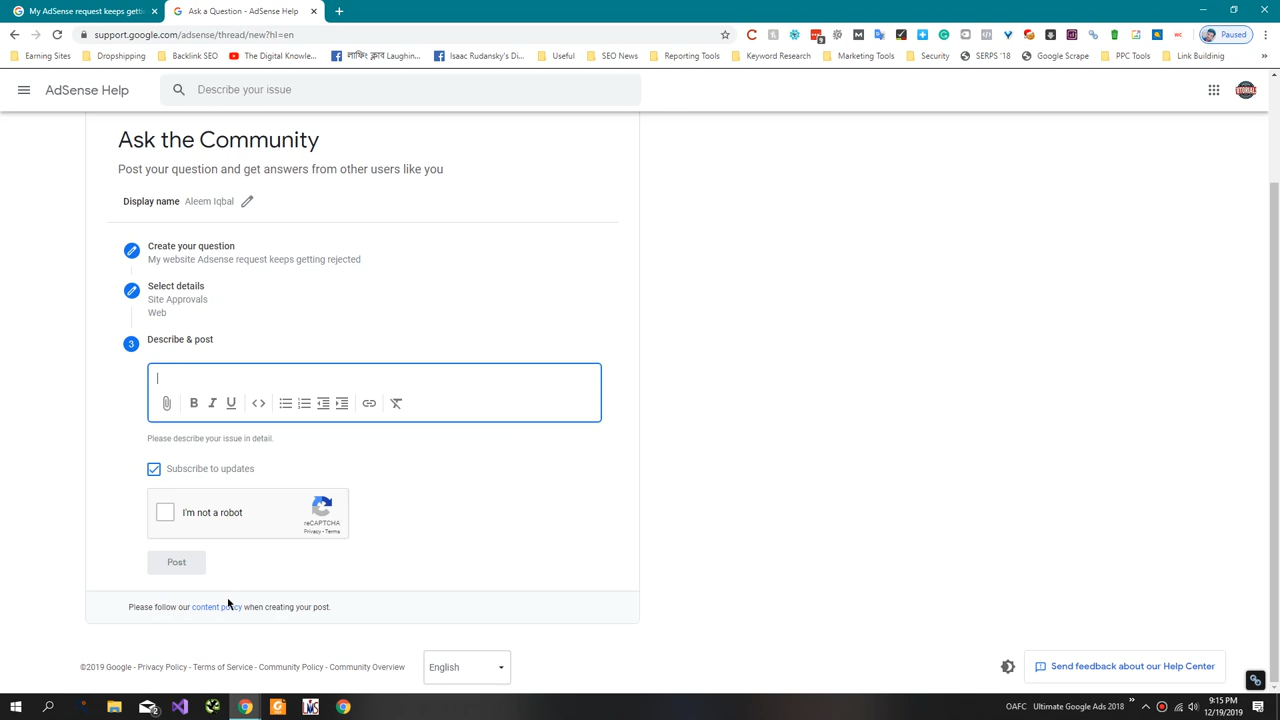 My AdSense request keeps getti
Ask a Question - AdSense Help
support.google.com/adsense/thread/new?hl=en
Paused
Earning Sites
Dropshipping
Backlink SEO
The Digital Knowle...
লাফিং ক্লাব Laughin...
Isaac Rudansky's Di...
Useful
SEO News
Reporting Tools
Keyword Research
Marketing Tools
Security
SERPS '18
Google Scrape
PPC Tools
Link Buildinig
»
AdSense Help
Describe your issue
Ask the Community
Post your question and get answers from other users like you
Display name Aleem Iqbal
Create your question
My website Adsense request keeps getting rejected
Select details
Site Approvals
Web
3 Describe & post
B I U
Please describe your issue in detail.
Subscribe to updates
I'm not a robot
reCAPTCHA
Privacy - Terms
Post
Please follow our content policy when creating your post.
©2019 Google - Privacy Policy - Terms of Service - Community Policy - Community Overview
English
Send feedback about our Help Center
OAFC Ultimate Google Ads 2018 »
9:15 PM
12/19/2019